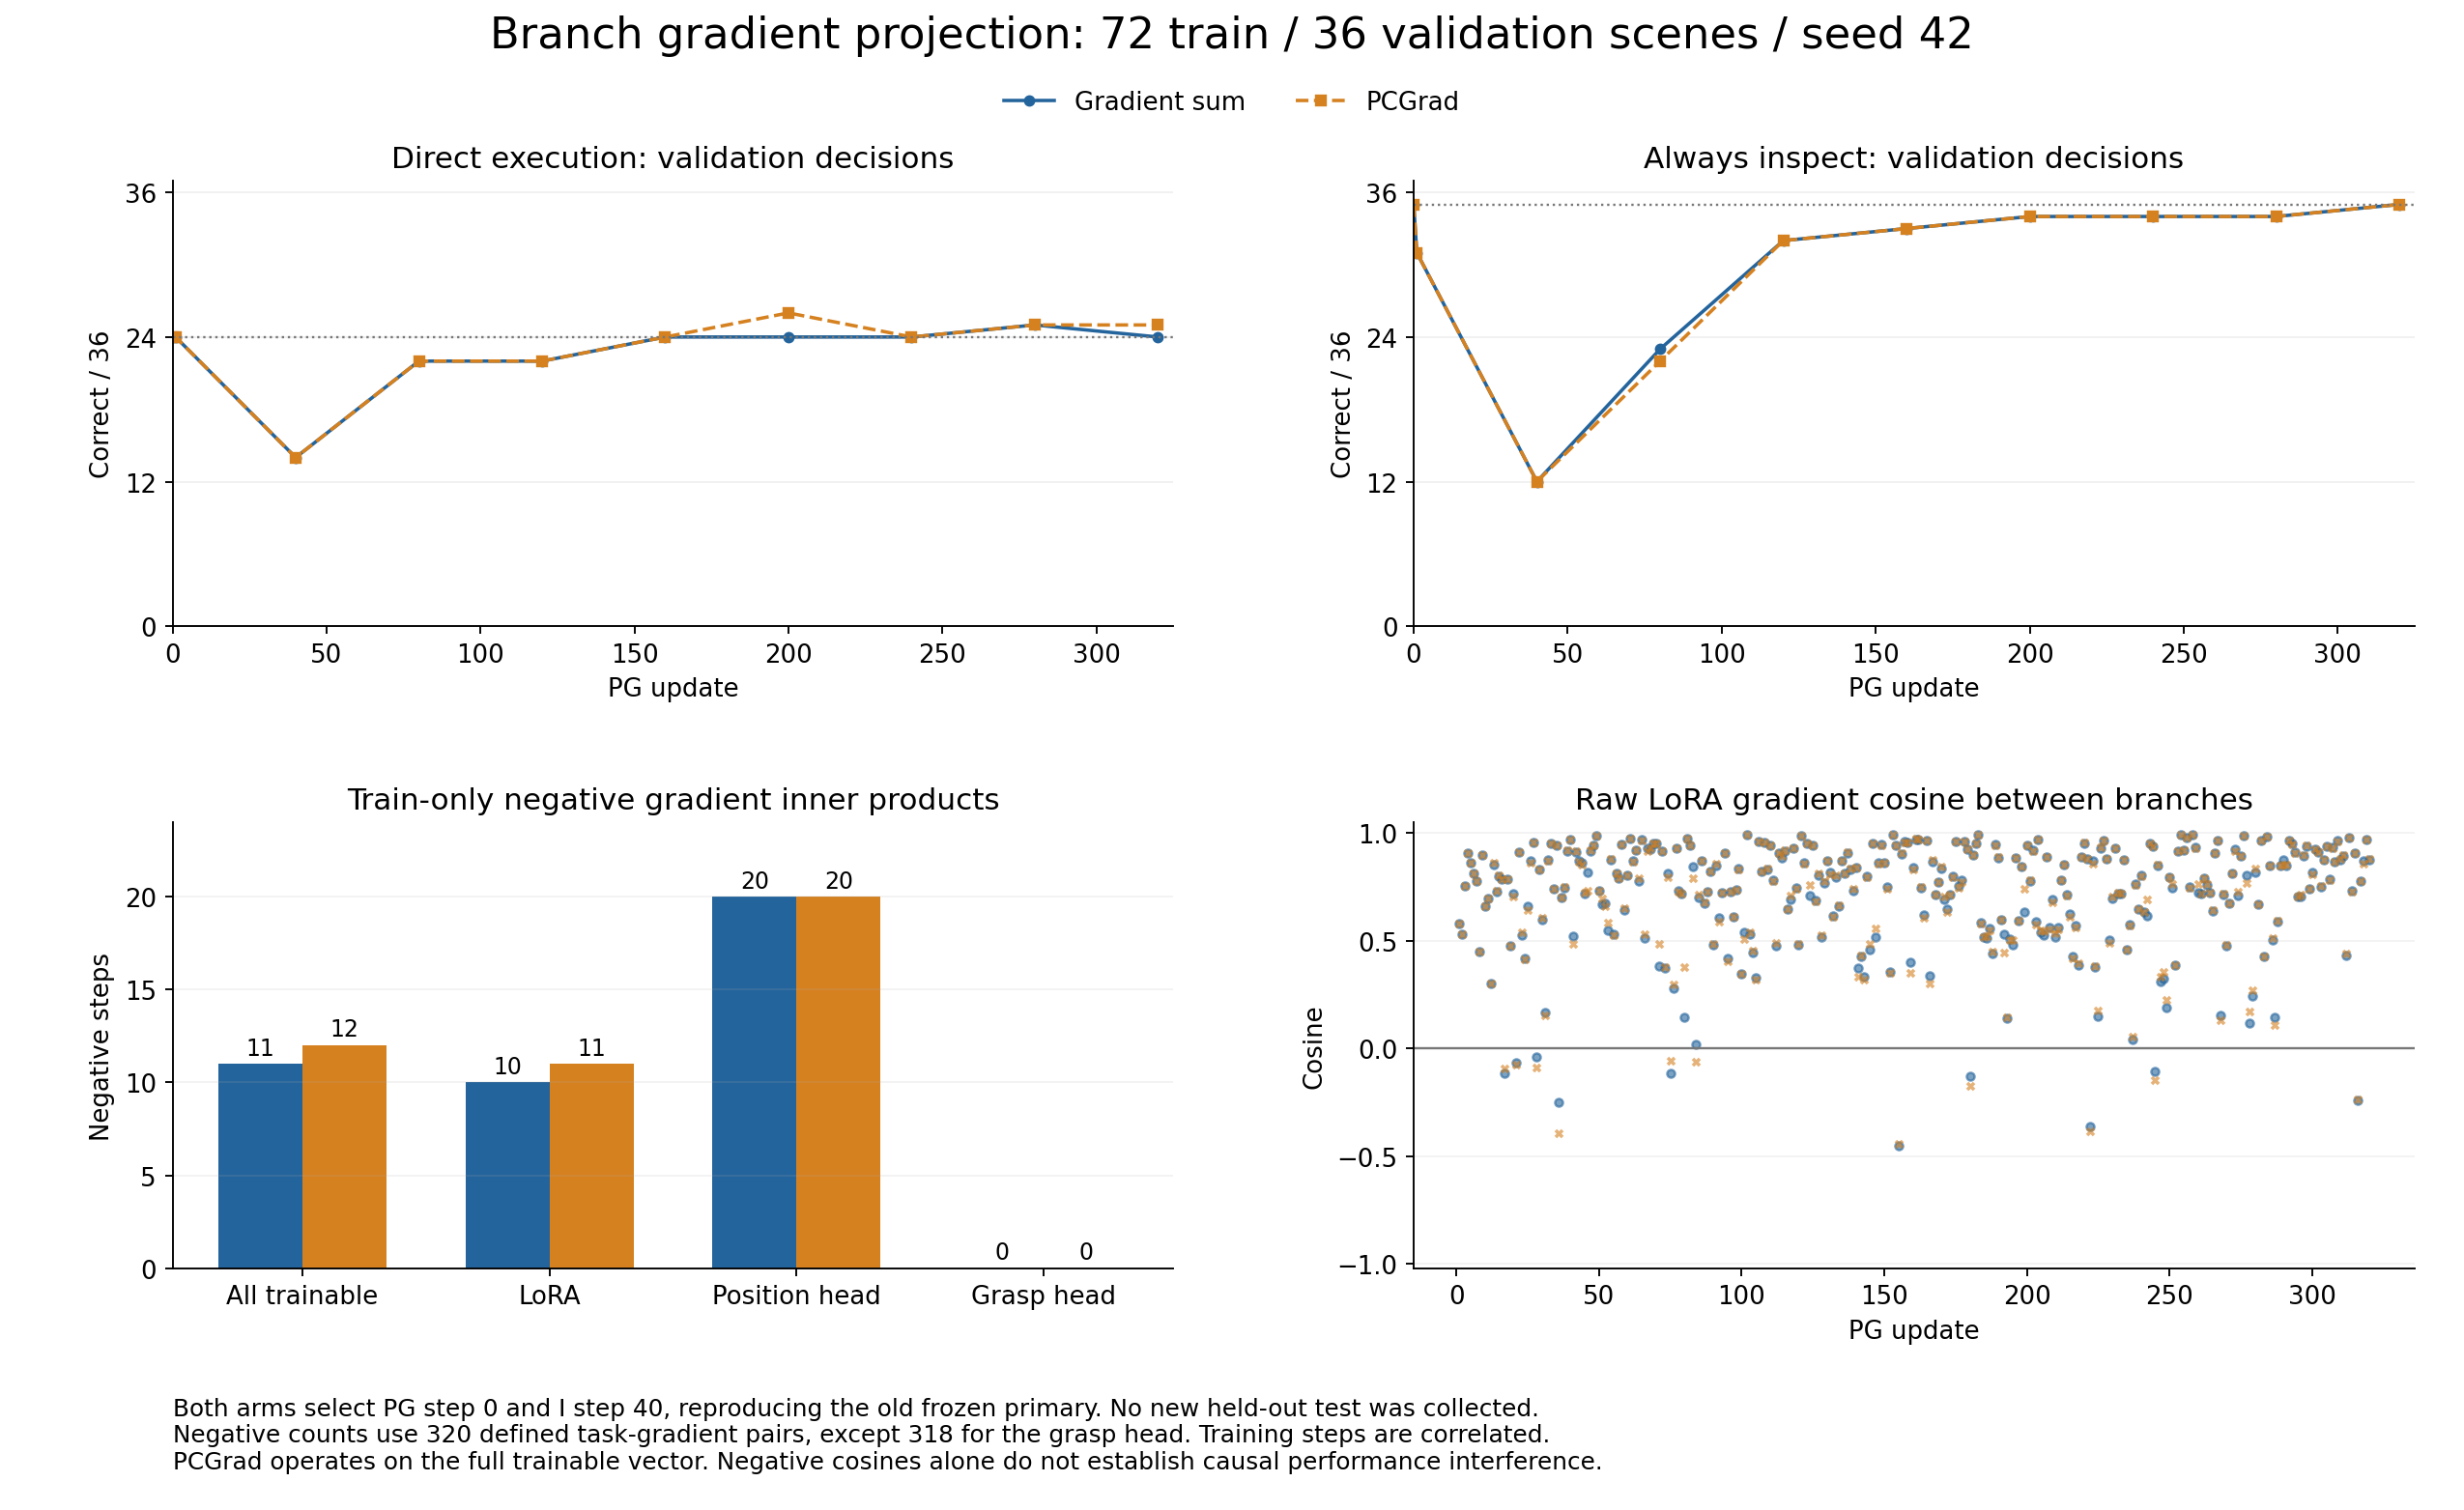 Branch gradient projection: 72 train / 36 validation scenes / seed 42
Gradient sum
PCGrad
Direct execution: validation decisions
36
24
12
0
Correct / 36
0 50 100 150 200 250 300
PG update
Always inspect: validation decisions
36
24
12
0
Correct / 36
0 50 100 150 200 250 300
PG update
Train-only negative gradient inner products
20
15
10
5
0
Negative steps
11 12 10 11 20 20 0 0
All trainable LoRA Position head Grasp head
Raw LoRA gradient cosine between branches
1.0
0.5
0.0
−0.5
−1.0
Cosine
0 50 100 150 200 250 300
PG update
Both arms select PG step 0 and I step 40, reproducing the old frozen primary. No new held-out test was collected.
Negative counts use 320 defined task-gradient pairs, except 318 for the grasp head. Training steps are correlated.
PCGrad operates on the full trainable vector. Negative cosines alone do not establish causal performance interference.